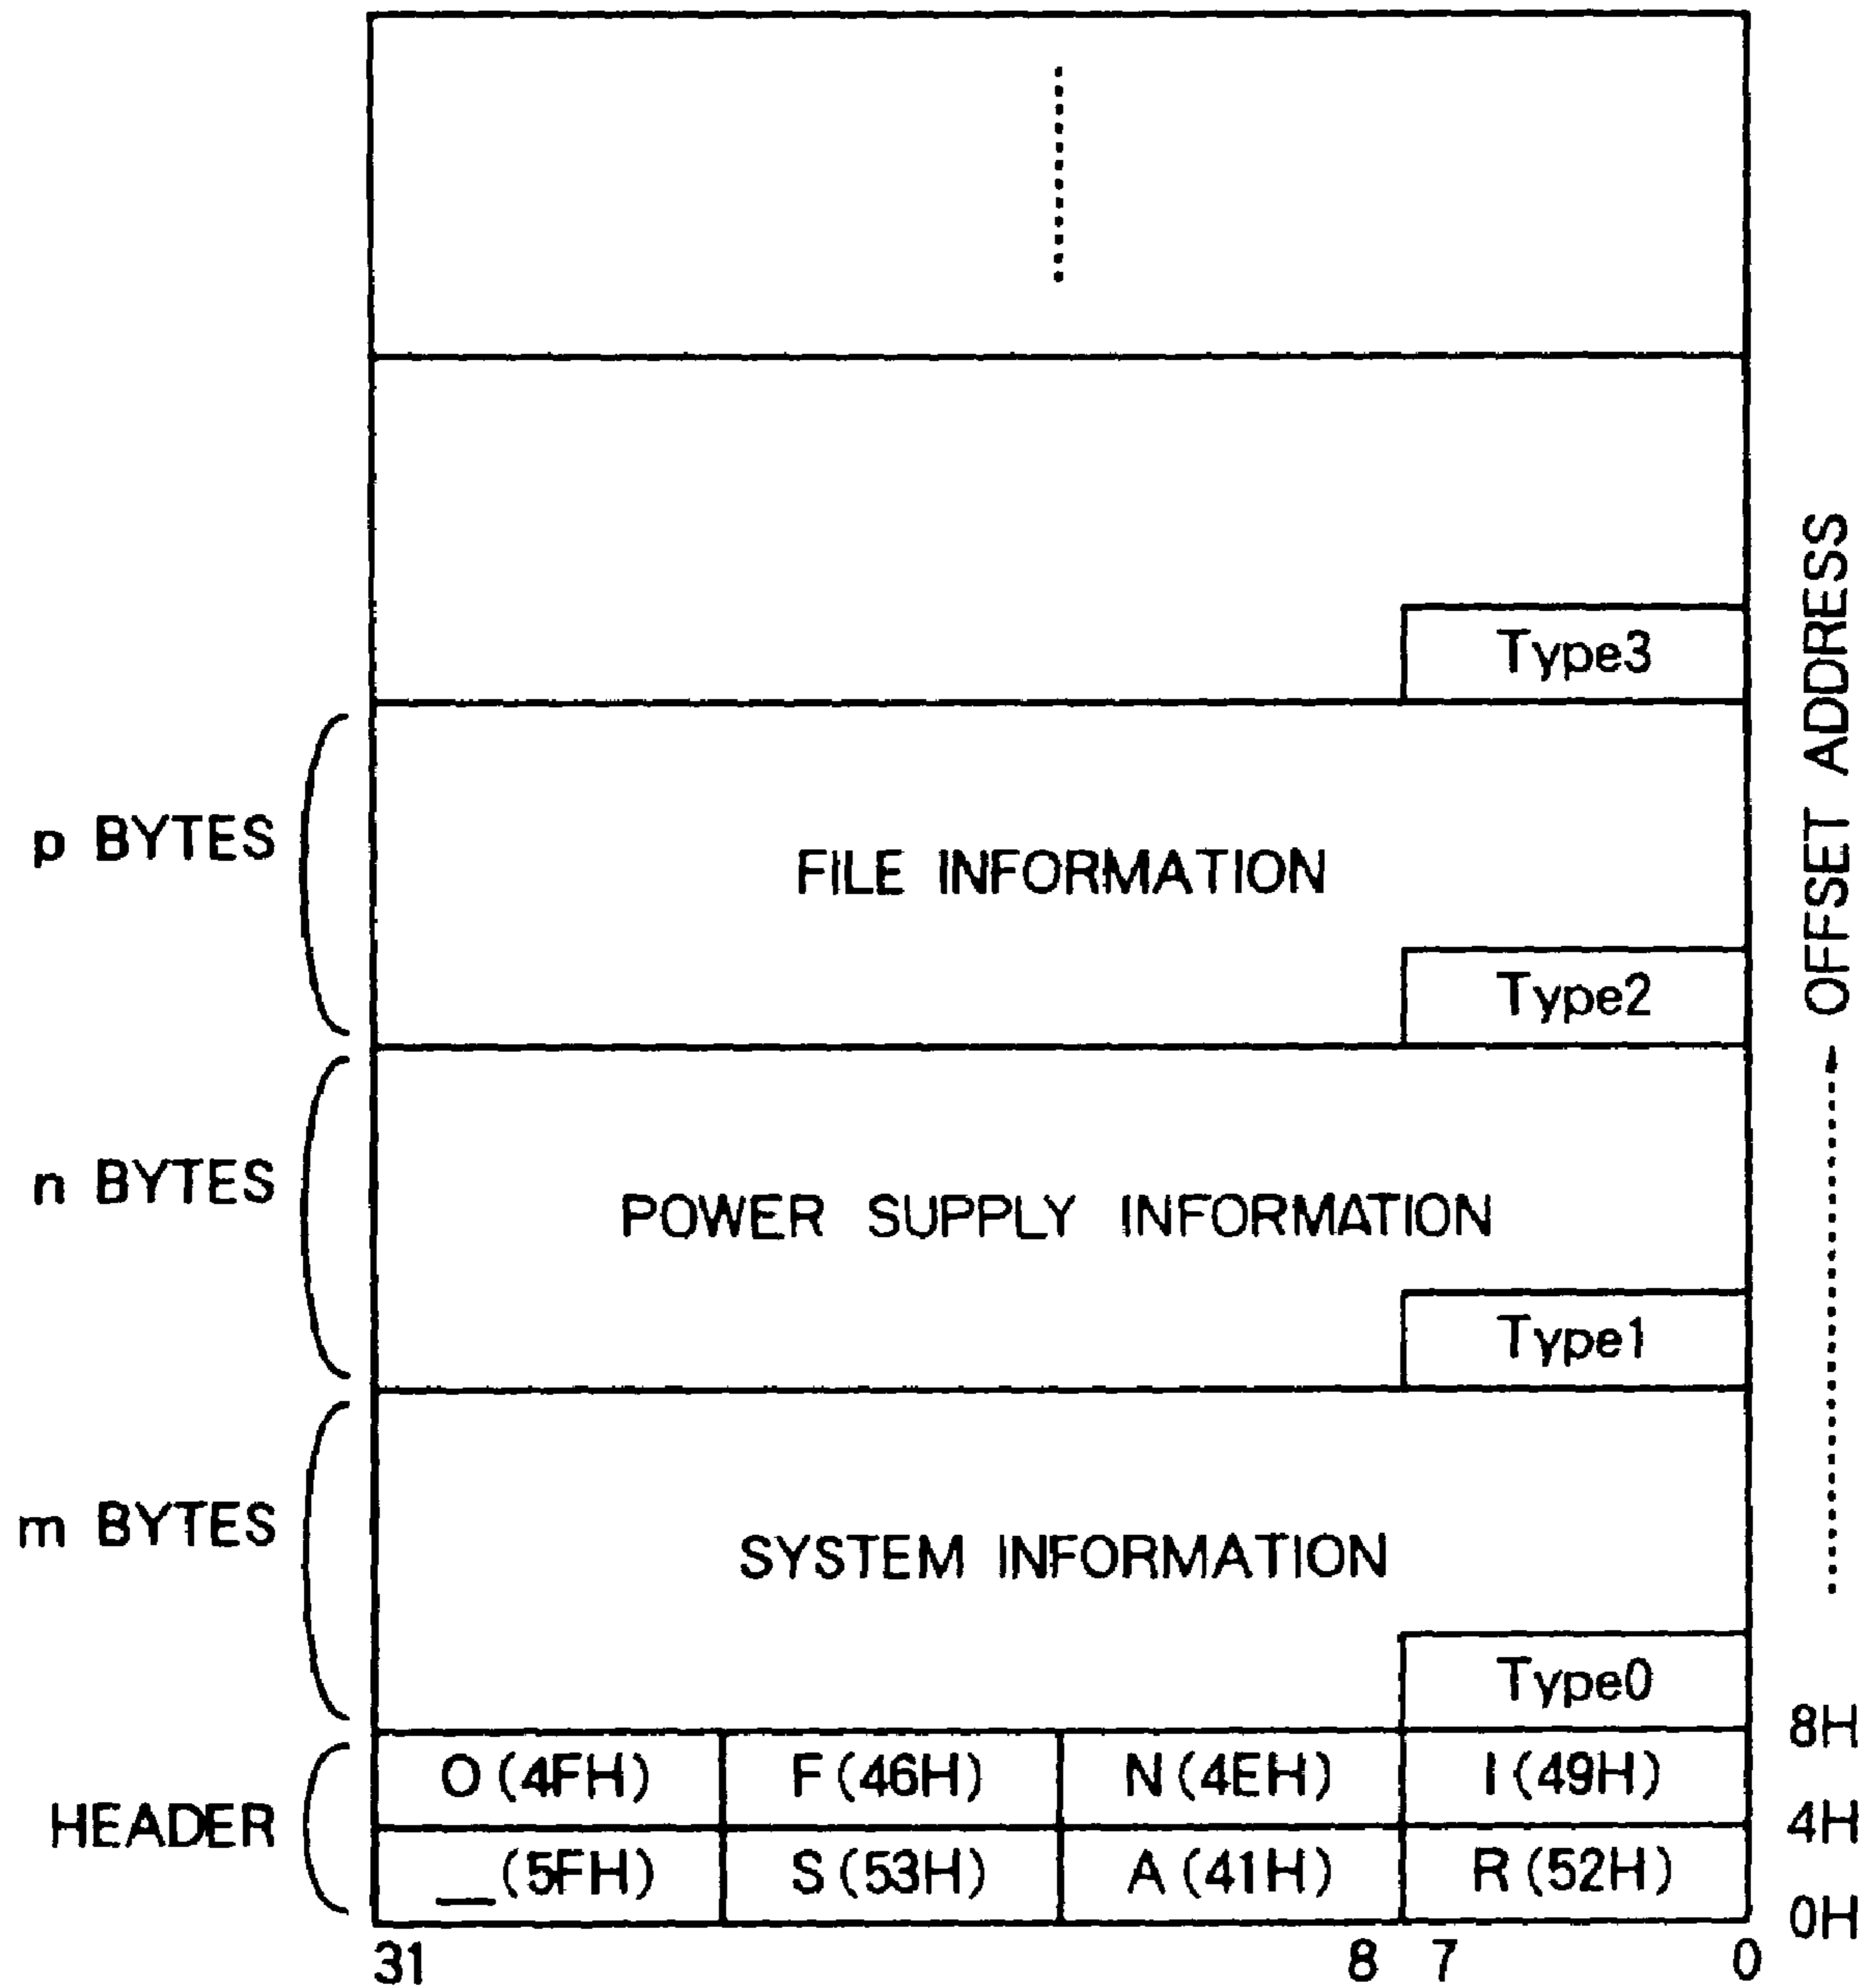 Type3
p BYTES
FILE INFORMATION
Type2
n BYTES
POWER SUPPLY INFORMATION
Type1
m BYTES
SYSTEM INFORMATION
Type0
8H
HEADER
O (4FH) F (46H) N (4EH) I (49H)
4H
_ (5FH) S (53H) A (41H) R (52H)
0H
31 8 7 0
OFFSET ADDRESS